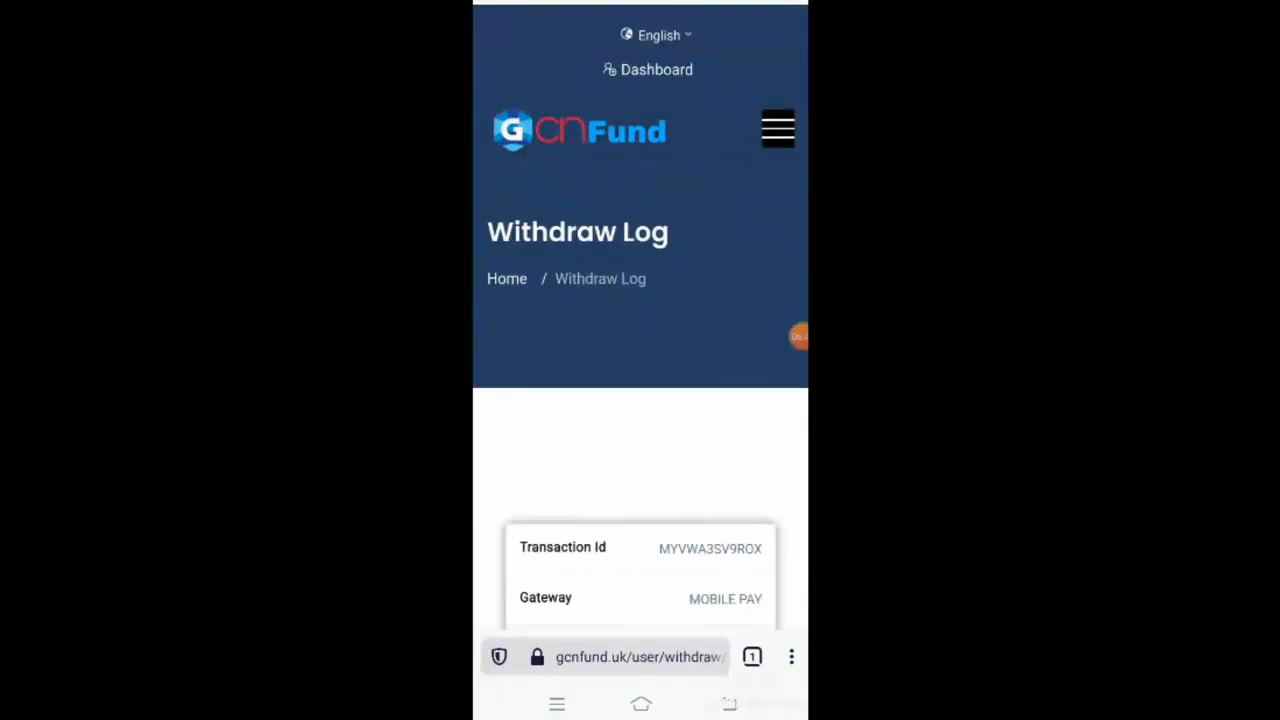 English
Dashboard
GCNFund
Withdraw Log
Home / Withdraw Log
Transaction Id MYVWA3SV9ROX
Gateway MOBILE PAY
1
gcnfund.uk/user/withdraw/